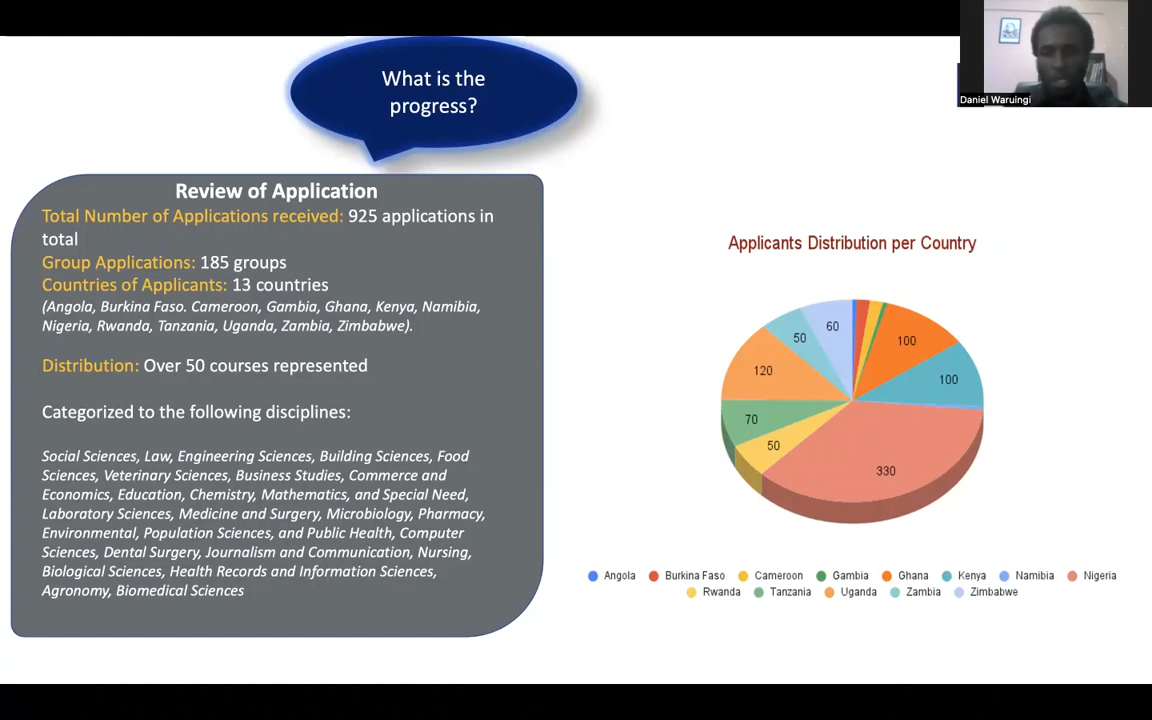 What is the
progress?
Daniel Waruingi
Review of Application
Total Number of Applications received: 925 applications in
total
Group Applications: 185 groups
Countries of Applicants: 13 countries
(Angola, Burkina Faso. Cameroon, Gambia, Ghana, Kenya, Namibia,
Nigeria, Rwanda, Tanzania, Uganda, Zambia, Zimbabwe).
Distribution: Over 50 courses represented
Categorized to the following disciplines:
Social Sciences, Law, Engineering Sciences, Building Sciences, Food
Sciences, Veterinary Sciences, Business Studies, Commerce and
Economics, Education, Chemistry, Mathematics, and Special Need,
Laboratory Sciences, Medicine and Surgery, Microbiology, Pharmacy,
Environmental, Population Sciences, and Public Health, Computer
Sciences, Dental Surgery, Journalism and Communication, Nursing,
Biological Sciences, Health Records and Information Sciences,
Agronomy, Biomedical Sciences
Applicants Distribution per Country
60
50
100
120
100
70
50
330
Angola Burkina Faso Cameroon Gambia Ghana Kenya Namibia Nigeria
Rwanda Tanzania Uganda Zambia Zimbabwe